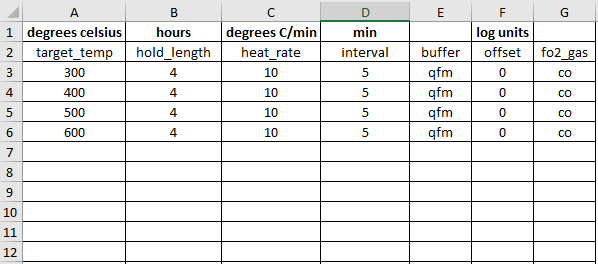 A B C D E F G
1 degrees celsius hours degrees C/min min log units
2 target_temp hold_length heat_rate interval buffer offset fo2_gas
3 300 4 10 5 qfm 0 co
4 400 4 10 5 qfm 0 co
5 500 4 10 5 qfm 0 co
6 600 4 10 5 qfm 0 co
7
8
9
10
11
12